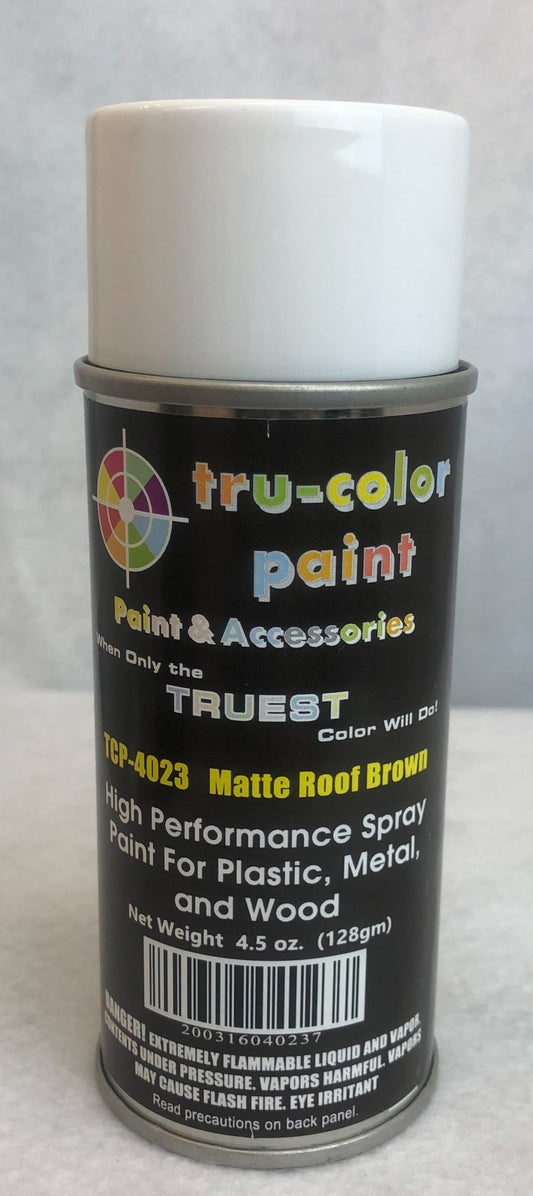 tru-color
paint
Paint & Accessories
When Only the
TRUEST
Color Will Do!
TCP-4023 Matte Roof Brown
High Performance Spray
Paint For Plastic, Metal,
and Wood
Net Weight 4.5 oz. (128gm)
200316040237
DANGER! EXTREMELY FLAMMABLE LIQUID AND VAPOR.
CONTENTS UNDER PRESSURE. VAPORS HARMFUL. VAPORS
MAY CAUSE FLASH FIRE. EYE IRRITANT
Read precautions on back panel.